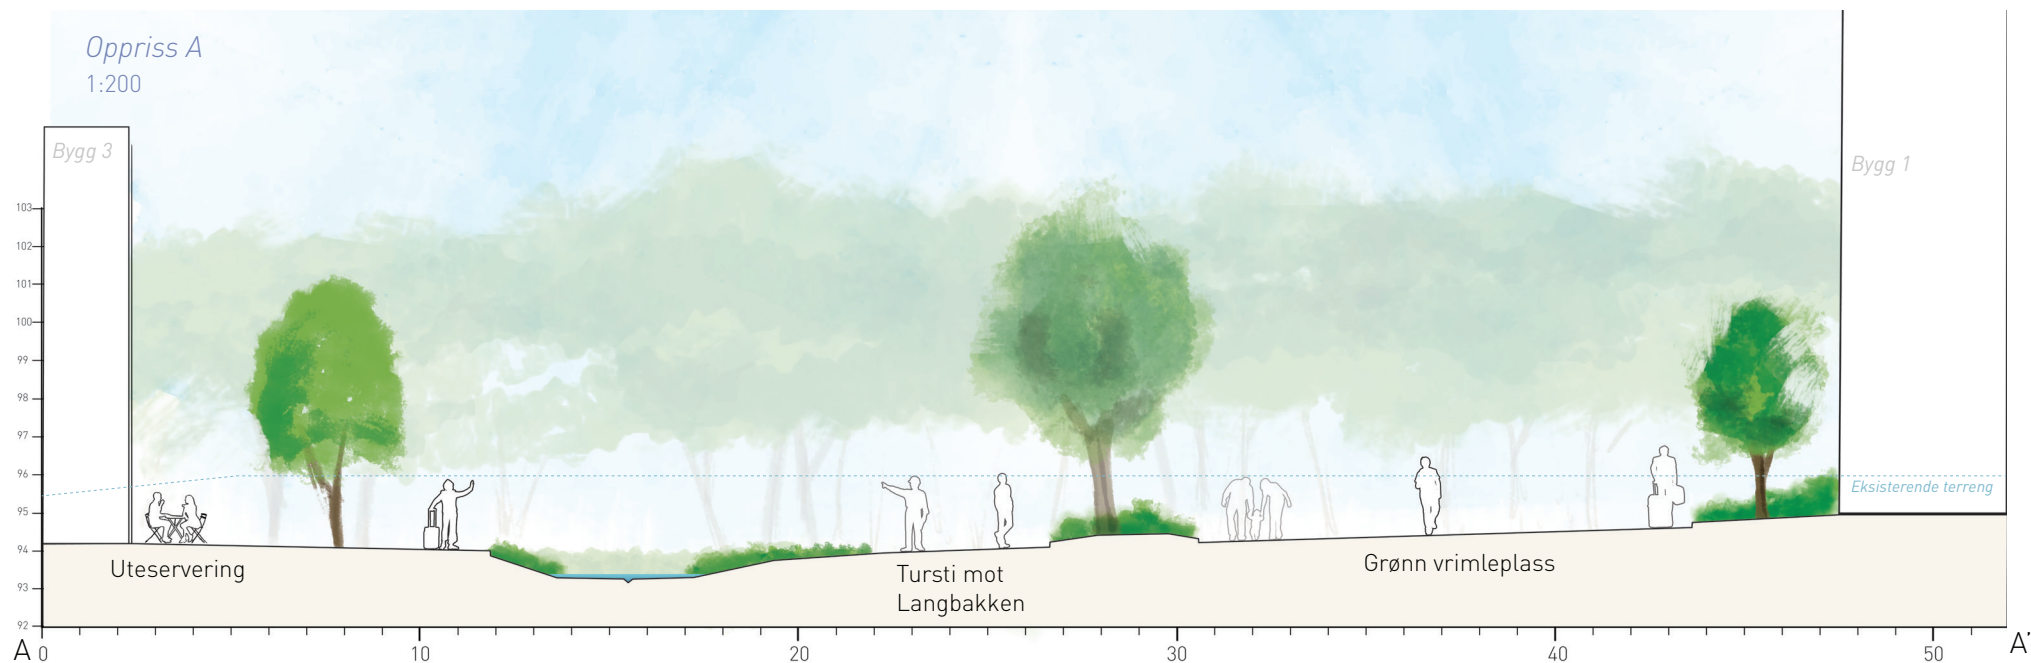 Oppriss A
1:200
Bygg 3
Bygg 1
103
102
101
100
99
98
97
96
95
94
93
92
Eksisterende terreng
Uteservering
Tursti mot
Langbakken
Grønn vrimleplass
A 0 10 20 30 40 50 A'